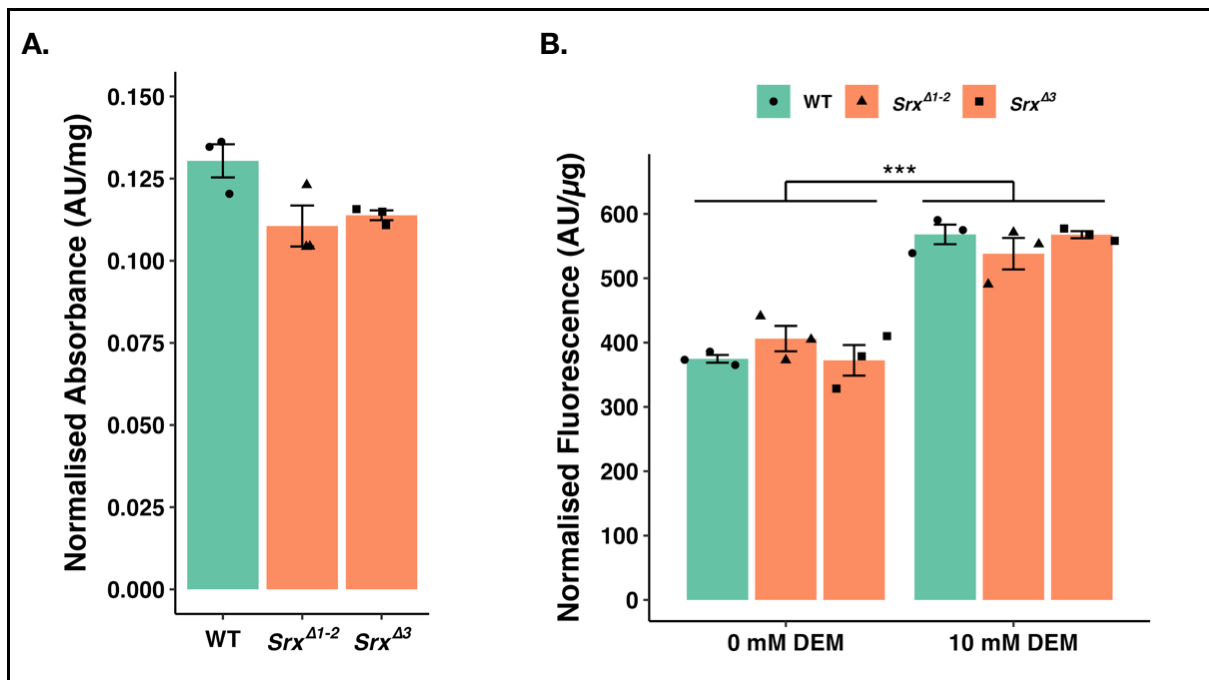 A.
Normalised Absorbance (AU/mg)
0.150
0.125
0.100
0.075
0.050
0.025
0.000
WT Srx^Δ1-2 Srx^Δ3
B.
WT Srx^Δ1-2 Srx^Δ3
Normalised Fluorescence (AU/µg)
***
600
500
400
300
200
100
0
0 mM DEM 10 mM DEM